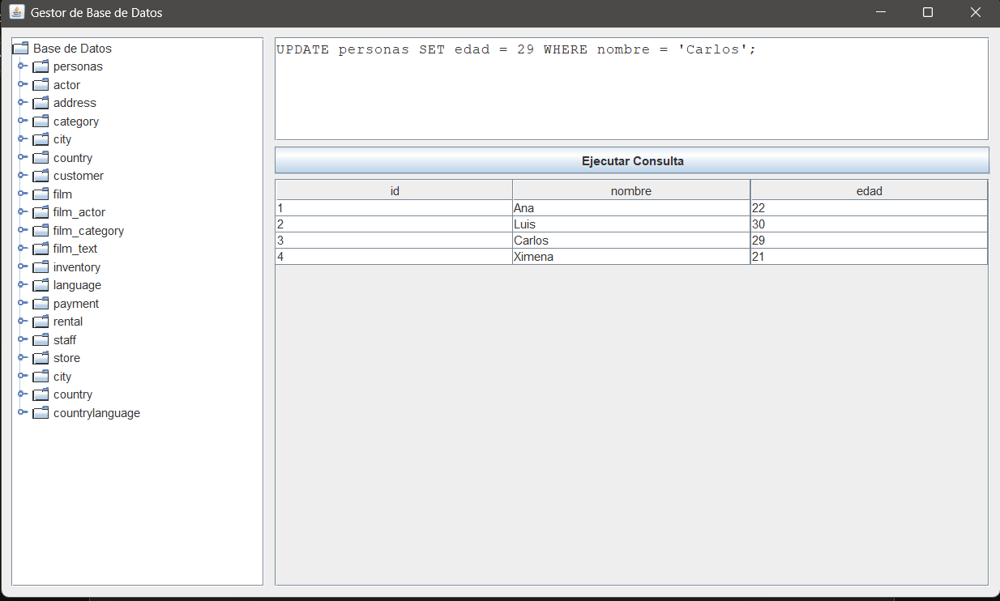 Gestor de Base de Datos
Base de Datos
personas
actor
address
category
city
country
customer
film
film_actor
film_category
film_text
inventory
language
payment
rental
staff
store
city
country
countrylanguage
UPDATE personas SET edad = 29 WHERE nombre = 'Carlos';
Ejecutar Consulta
id nombre edad
1 Ana 22
2 Luis 30
3 Carlos 29
4 Ximena 21